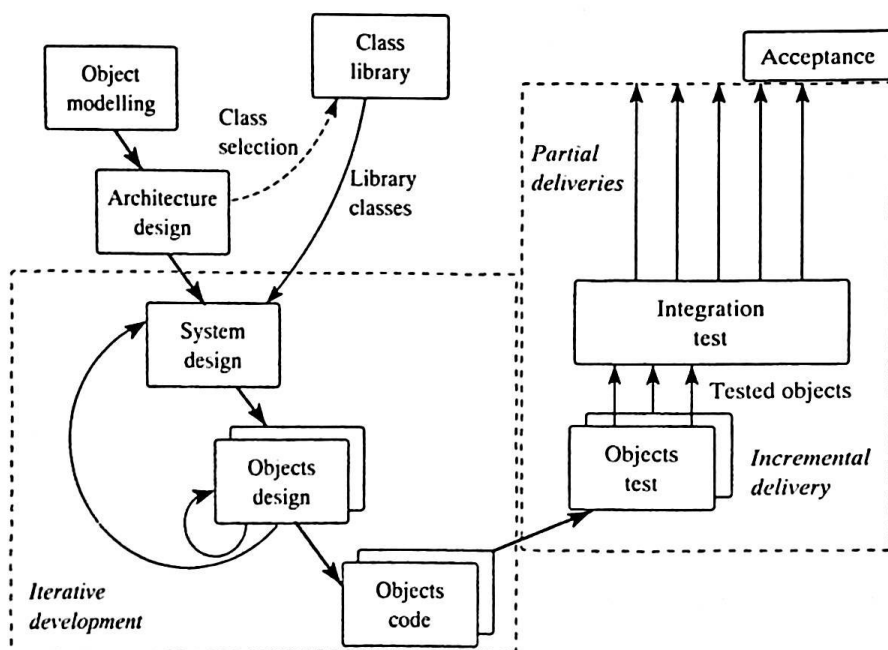 Object
modelling
Class
library
Acceptance
Class
selection
Partial
deliveries
Architecture
design
Library
classes
System
design
Integration
test
Tested objects
Objects
design
Objects
test
Incremental
delivery
Iterative
development
Objects
code